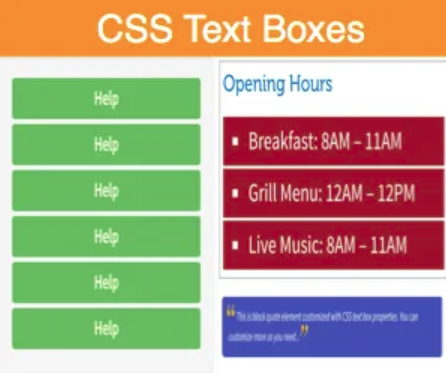 CSS Text Boxes
Help
Help
Help
Help
Help
Help
Opening Hours
▪ Breakfast: 8AM – 11AM
▪ Grill Menu: 12AM – 12PM
▪ Live Music: 8AM – 11AM
“This is block quote element customized with CSS text box properties. You can
customize more as you need...”